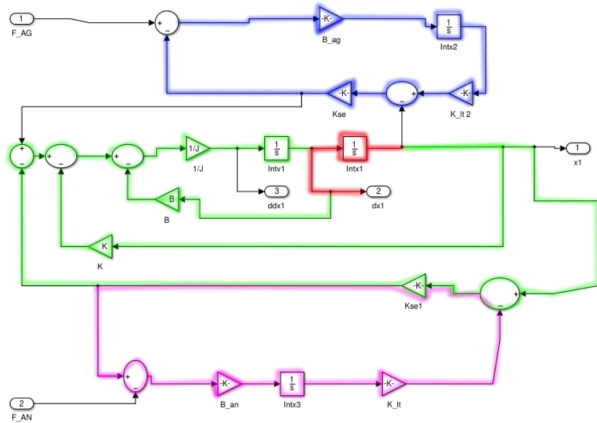 1
F_AG
+
−
-K-
B_ag
1
s
Intx2
-K-
Kse
+
−
-K-
K_lt 2
+
−
+
−
+
−
1/J
1/J
1
s
Intv1
1
s
Intx1
1
x1
B
B
3
ddx1
2
dx1
K
K
-K-
Kse1
+
−
+
−
-K-
B_an
1
s
Intx3
-K-
K_lt
2
F_AN